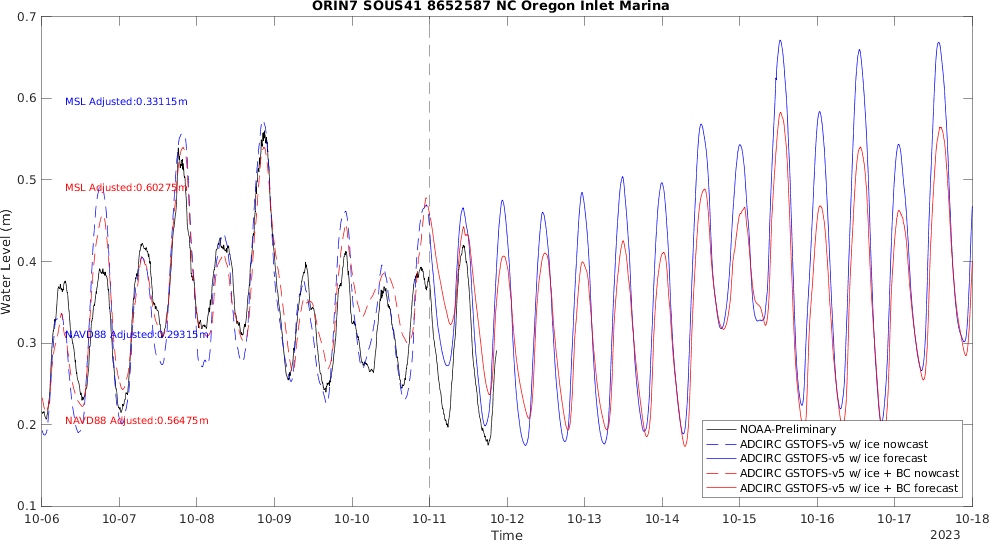 ORIN7 SOUS41 8652587 NC Oregon Inlet Marina
0.7
0.6
0.5
0.4
0.3
0.2
0.1
Water Level (m)
MSL Adjusted:0.33115m
MSL Adjusted:0.60275m
NAVD88 Adjusted:0.29315m
NAVD88 Adjusted:0.56475m
NOAA-Preliminary
ADCIRC GSTOFS-v5 w/ ice nowcast
ADCIRC GSTOFS-v5 w/ ice forecast
ADCIRC GSTOFS-v5 w/ ice + BC nowcast
ADCIRC GSTOFS-v5 w/ ice + BC forecast
10-06 10-07 10-08 10-09 10-10 10-11 10-12 10-13 10-14 10-15 10-16 10-17 10-18
Time
2023